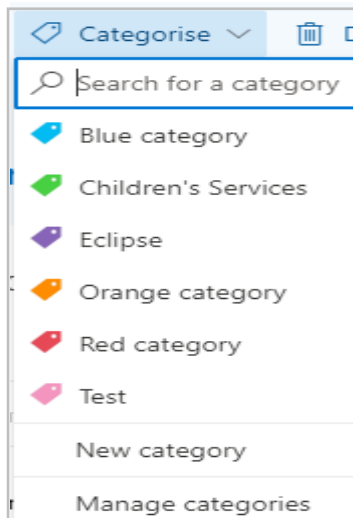 Categorise
Search for a category
Blue category
Children's Services
Eclipse
Orange category
Red category
Test
New category
Manage categories